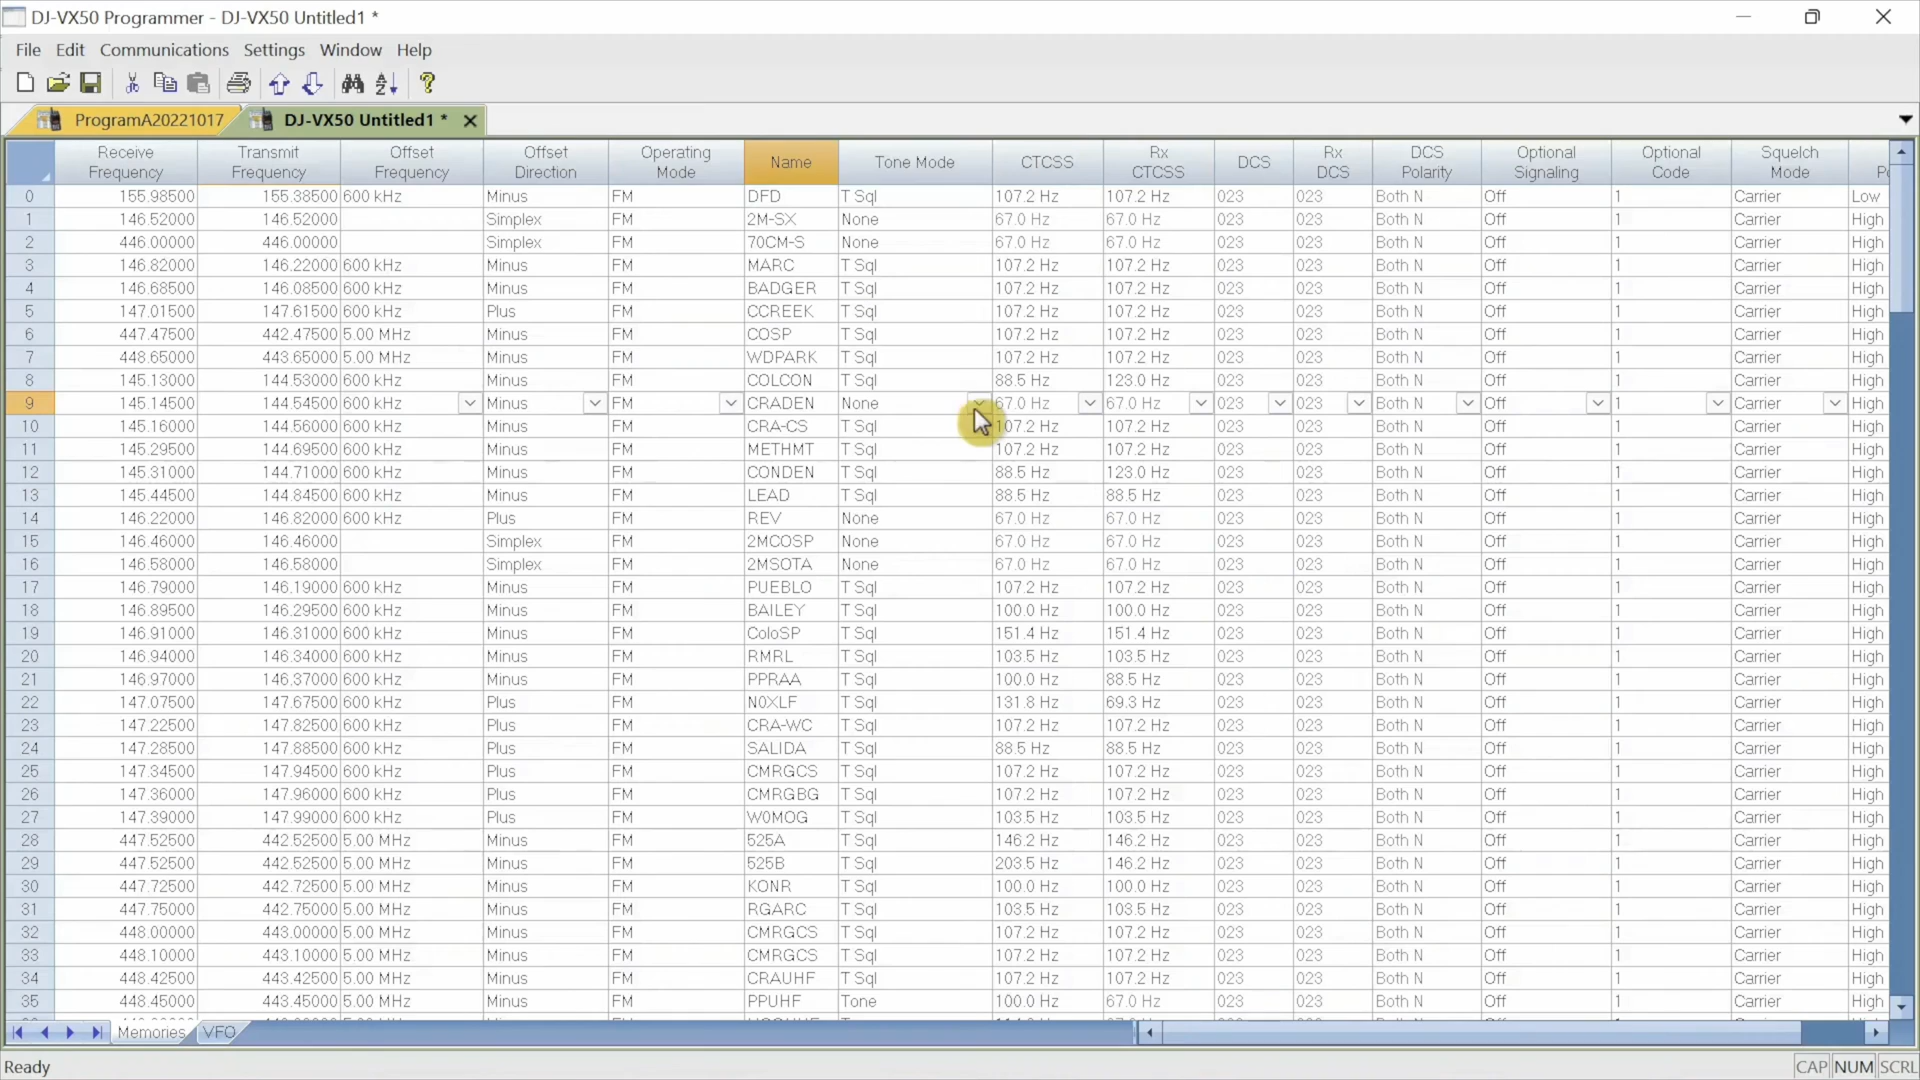 DJ-VX50 Programmer - DJ-VX50 Untitled1 *
File Edit Communications Settings Window Help
ProgramA20221017 DJ-VX50 Untitled1 *
Receive Frequency Transmit Frequency Offset Frequency Offset Direction Operating Mode Name Tone Mode CTCSS Rx CTCSS DCS Rx DCS DCS Polarity Optional Signaling Optional Code Squelch Mode
0 155.98500 155.38500 600 kHz Minus FM DFD T Sql 107.2 Hz 107.2 Hz 023 023 Both N Off 1 Carrier Low
1 146.52000 146.52000 Simplex FM 2M-SX None 67.0 Hz 67.0 Hz 023 023 Both N Off 1 Carrier High
2 446.00000 446.00000 Simplex FM 70CM-S None 67.0 Hz 67.0 Hz 023 023 Both N Off 1 Carrier High
3 146.82000 146.22000 600 kHz Minus FM MARC T Sql 107.2 Hz 107.2 Hz 023 023 Both N Off 1 Carrier High
4 146.68500 146.08500 600 kHz Minus FM BADGER T Sql 107.2 Hz 107.2 Hz 023 023 Both N Off 1 Carrier High
5 147.01500 147.61500 600 kHz Plus FM CCREEK T Sql 107.2 Hz 107.2 Hz 023 023 Both N Off 1 Carrier High
6 447.47500 442.47500 5.00 MHz Minus FM COSP T Sql 107.2 Hz 107.2 Hz 023 023 Both N Off 1 Carrier High
7 448.65000 443.65000 5.00 MHz Minus FM WDPARK T Sql 107.2 Hz 107.2 Hz 023 023 Both N Off 1 Carrier High
8 145.13000 144.53000 600 kHz Minus FM COLCON T Sql 88.5 Hz 123.0 Hz 023 023 Both N Off 1 Carrier High
9 145.14500 144.54500 600 kHz Minus FM CRADEN None 67.0 Hz 67.0 Hz 023 023 Both N Off 1 Carrier High
10 145.16000 144.56000 600 kHz Minus FM CRA-CS T Sql 107.2 Hz 107.2 Hz 023 023 Both N Off 1 Carrier High
11 145.29500 144.69500 600 kHz Minus FM METHMT T Sql 107.2 Hz 107.2 Hz 023 023 Both N Off 1 Carrier High
12 145.31000 144.71000 600 kHz Minus FM CONDEN T Sql 88.5 Hz 123.0 Hz 023 023 Both N Off 1 Carrier High
13 145.44500 144.84500 600 kHz Minus FM LEAD T Sql 88.5 Hz 88.5 Hz 023 023 Both N Off 1 Carrier High
14 146.22000 146.82000 600 kHz Plus FM REV None 67.0 Hz 67.0 Hz 023 023 Both N Off 1 Carrier High
15 146.46000 146.46000 Simplex FM 2MCOSP None 67.0 Hz 67.0 Hz 023 023 Both N Off 1 Carrier High
16 146.58000 146.58000 Simplex FM 2MSOTA None 67.0 Hz 67.0 Hz 023 023 Both N Off 1 Carrier High
17 146.79000 146.19000 600 kHz Minus FM PUEBLO T Sql 107.2 Hz 107.2 Hz 023 023 Both N Off 1 Carrier High
18 146.89500 146.29500 600 kHz Minus FM BAILEY T Sql 100.0 Hz 100.0 Hz 023 023 Both N Off 1 Carrier High
19 146.91000 146.31000 600 kHz Minus FM ColoSP T Sql 151.4 Hz 151.4 Hz 023 023 Both N Off 1 Carrier High
20 146.94000 146.34000 600 kHz Minus FM RMRL T Sql 103.5 Hz 103.5 Hz 023 023 Both N Off 1 Carrier High
21 146.97000 146.37000 600 kHz Minus FM PPRAA T Sql 100.0 Hz 88.5 Hz 023 023 Both N Off 1 Carrier High
22 147.07500 147.67500 600 kHz Plus FM N0XLF T Sql 131.8 Hz 69.3 Hz 023 023 Both N Off 1 Carrier High
23 147.22500 147.82500 600 kHz Plus FM CRA-WC T Sql 107.2 Hz 107.2 Hz 023 023 Both N Off 1 Carrier High
24 147.28500 147.88500 600 kHz Plus FM SALIDA T Sql 88.5 Hz 88.5 Hz 023 023 Both N Off 1 Carrier High
25 147.34500 147.94500 600 kHz Plus FM CMRGCS T Sql 107.2 Hz 107.2 Hz 023 023 Both N Off 1 Carrier High
26 147.36000 147.96000 600 kHz Plus FM CMRGBG T Sql 107.2 Hz 107.2 Hz 023 023 Both N Off 1 Carrier High
27 147.39000 147.99000 600 kHz Plus FM W0MOG T Sql 103.5 Hz 103.5 Hz 023 023 Both N Off 1 Carrier High
28 447.52500 442.52500 5.00 MHz Minus FM 525A T Sql 146.2 Hz 146.2 Hz 023 023 Both N Off 1 Carrier High
29 447.52500 442.52500 5.00 MHz Minus FM 525B T Sql 203.5 Hz 146.2 Hz 023 023 Both N Off 1 Carrier High
30 447.72500 442.72500 5.00 MHz Minus FM KONR T Sql 100.0 Hz 100.0 Hz 023 023 Both N Off 1 Carrier High
31 447.75000 442.75000 5.00 MHz Minus FM RGARC T Sql 103.5 Hz 103.5 Hz 023 023 Both N Off 1 Carrier High
32 448.00000 443.00000 5.00 MHz Minus FM CMRGCS T Sql 107.2 Hz 107.2 Hz 023 023 Both N Off 1 Carrier High
33 448.10000 443.10000 5.00 MHz Minus FM CMRGCS T Sql 107.2 Hz 107.2 Hz 023 023 Both N Off 1 Carrier High
34 448.42500 443.42500 5.00 MHz Minus FM CRAUHF T Sql 107.2 Hz 107.2 Hz 023 023 Both N Off 1 Carrier High
35 448.45000 443.45000 5.00 MHz Minus FM PPUHF Tone 100.0 Hz 67.0 Hz 023 023 Both N Off 1 Carrier High
Memories VFO
Ready CAP NUM SCRL